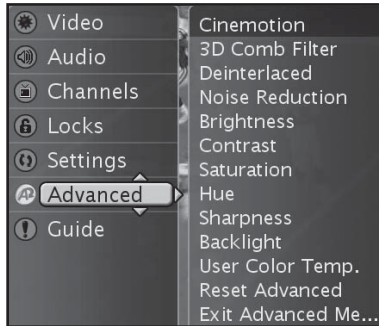 Video
Audio
Channels
Locks
Settings
Advanced
Guide
Cinemotion
3D Comb Filter
Deinterlaced
Noise Reduction
Brightness
Contrast
Saturation
Hue
Sharpness
Backlight
User Color Temp.
Reset Advanced
Exit Advanced Me...